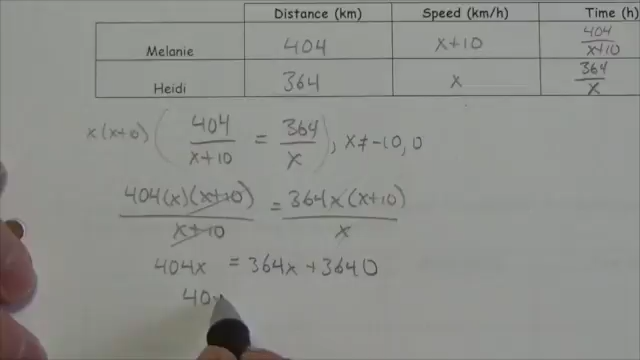 Distance (km) Speed (km/h) Time (h)
Melanie 404 x+10 404/x+10
Heidi 364 x 364/x
x(x+10) ( 404/x+10 = 364/x ), x ≠ -10, 0
404(x)(x+10)/x+10 = 364x(x+10)/x
404x = 364x + 3640
40